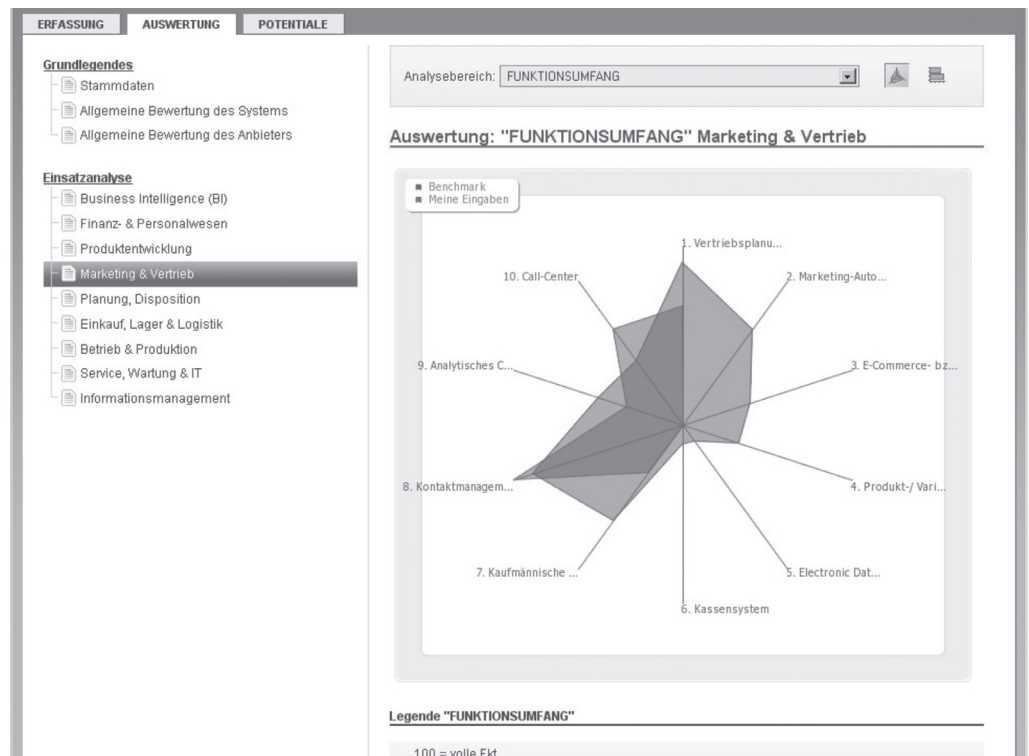 ERFASSUNG AUSWERTUNG POTENTIALE
Grundlegendes
Stammdaten
Allgemeine Bewertung des Systems
Allgemeine Bewertung des Anbieters
Einsatzanalyse
Business Intelligence (BI)
Finanz- & Personalwesen
Produktentwicklung
Marketing & Vertrieb
Planung, Disposition
Einkauf, Lager & Logistik
Betrieb & Produktion
Service, Wartung & IT
Informationsmanagement
Analysebereich: FUNKTIONSUMFANG
Auswertung: "FUNKTIONSUMFANG" Marketing & Vertrieb
Benchmark
Meine Eingaben
1. Vertriebsplanu...
10. Call-Center
2. Marketing-Auto...
9. Analytisches C...
3. E-Commerce- bz...
8. Kontaktmanagem...
4. Produkt-/ Vari...
7. Kaufmännische ...
5. Electronic Dat...
6. Kassensystem
Legende "FUNKTIONSUMFANG"
100 = volle Fkt.